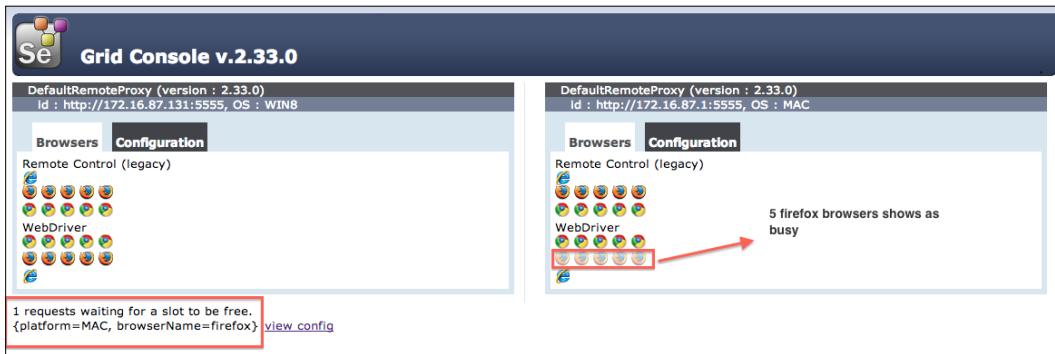 Se
Grid Console v.2.33.0
DefaultRemoteProxy (version : 2.33.0)
id : http://172.16.87.131:5555, OS : WIN8
Browsers Configuration
Remote Control (legacy)
WebDriver
DefaultRemoteProxy (version : 2.33.0)
id : http://172.16.87.1:5555, OS : MAC
Browsers Configuration
Remote Control (legacy)
WebDriver
5 firefox browsers shows as
busy
1 requests waiting for a slot to be free.
{platform=MAC, browserName=firefox} view config